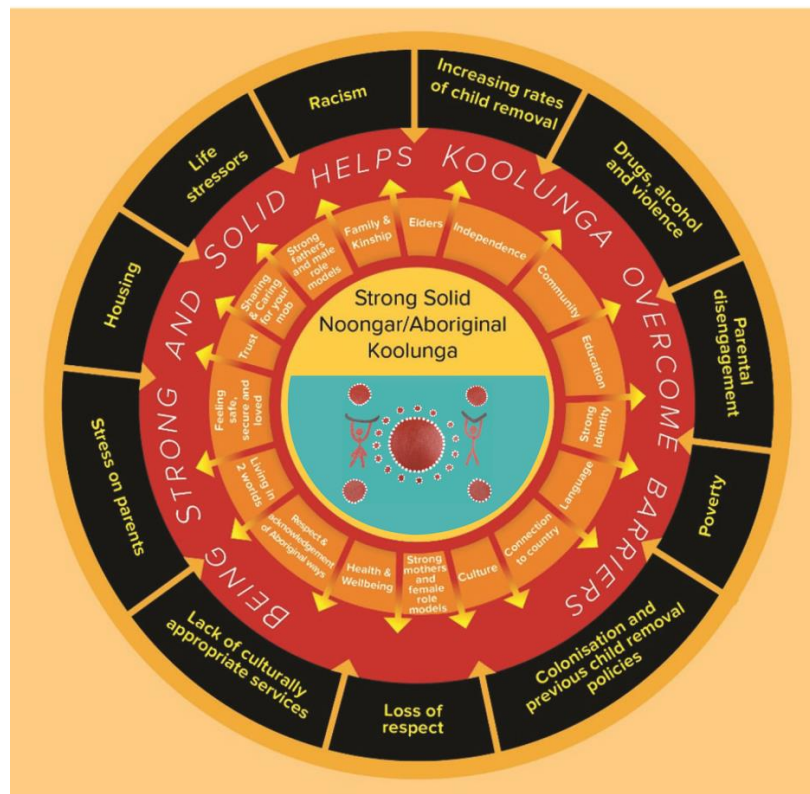 Strong Solid
Noongar/Aboriginal
Koolunga
BEING STRONG AND SOLID HELPS KOOLUNGA OVERCOME BARRIERS
Racism
Increasing rates
of child removal
Drugs, alcohol
and violence
Parental
disengagement
Poverty
Colonisation and
previous child removal
policies
Loss of
respect
Lack of culturally
appropriate services
Stress on parents
Housing
Life
stressors
Elders
Independence
Community
Education
Strong
Identity
Language
Connection
to country
Culture
Strong
mothers
and
female
role
models
Health &
Wellbeing
Respect &
acknowledgement
of Aboriginal ways
Living in
2 worlds
Feeling
safe,
secure and
loved
Trust
Sharing
& Caring
for your
mob
Strong
fathers
and male
role
models
Family &
Kinship